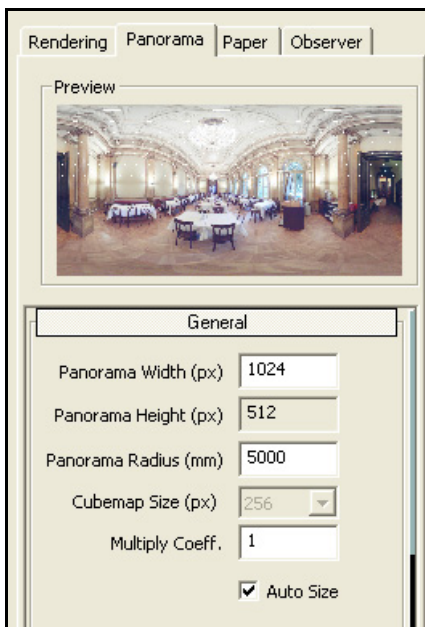 Rendering Panorama Paper Observer
Preview
General
Panorama Width (px) 1024
Panorama Height (px) 512
Panorama Radius (mm) 5000
Cubemap Size (px) 256
Multiply Coeff. 1
Auto Size